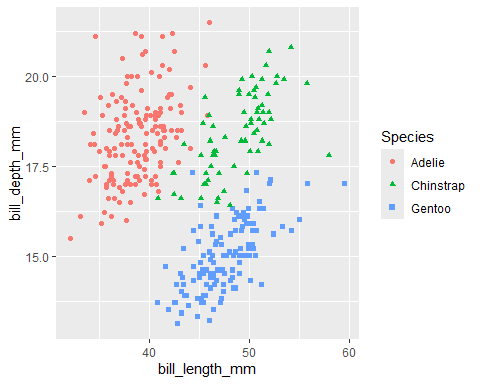 20.0
17.5
15.0
bill_depth_mm
40 50 60
bill_length_mm
Species
Adelie
Chinstrap
Gentoo